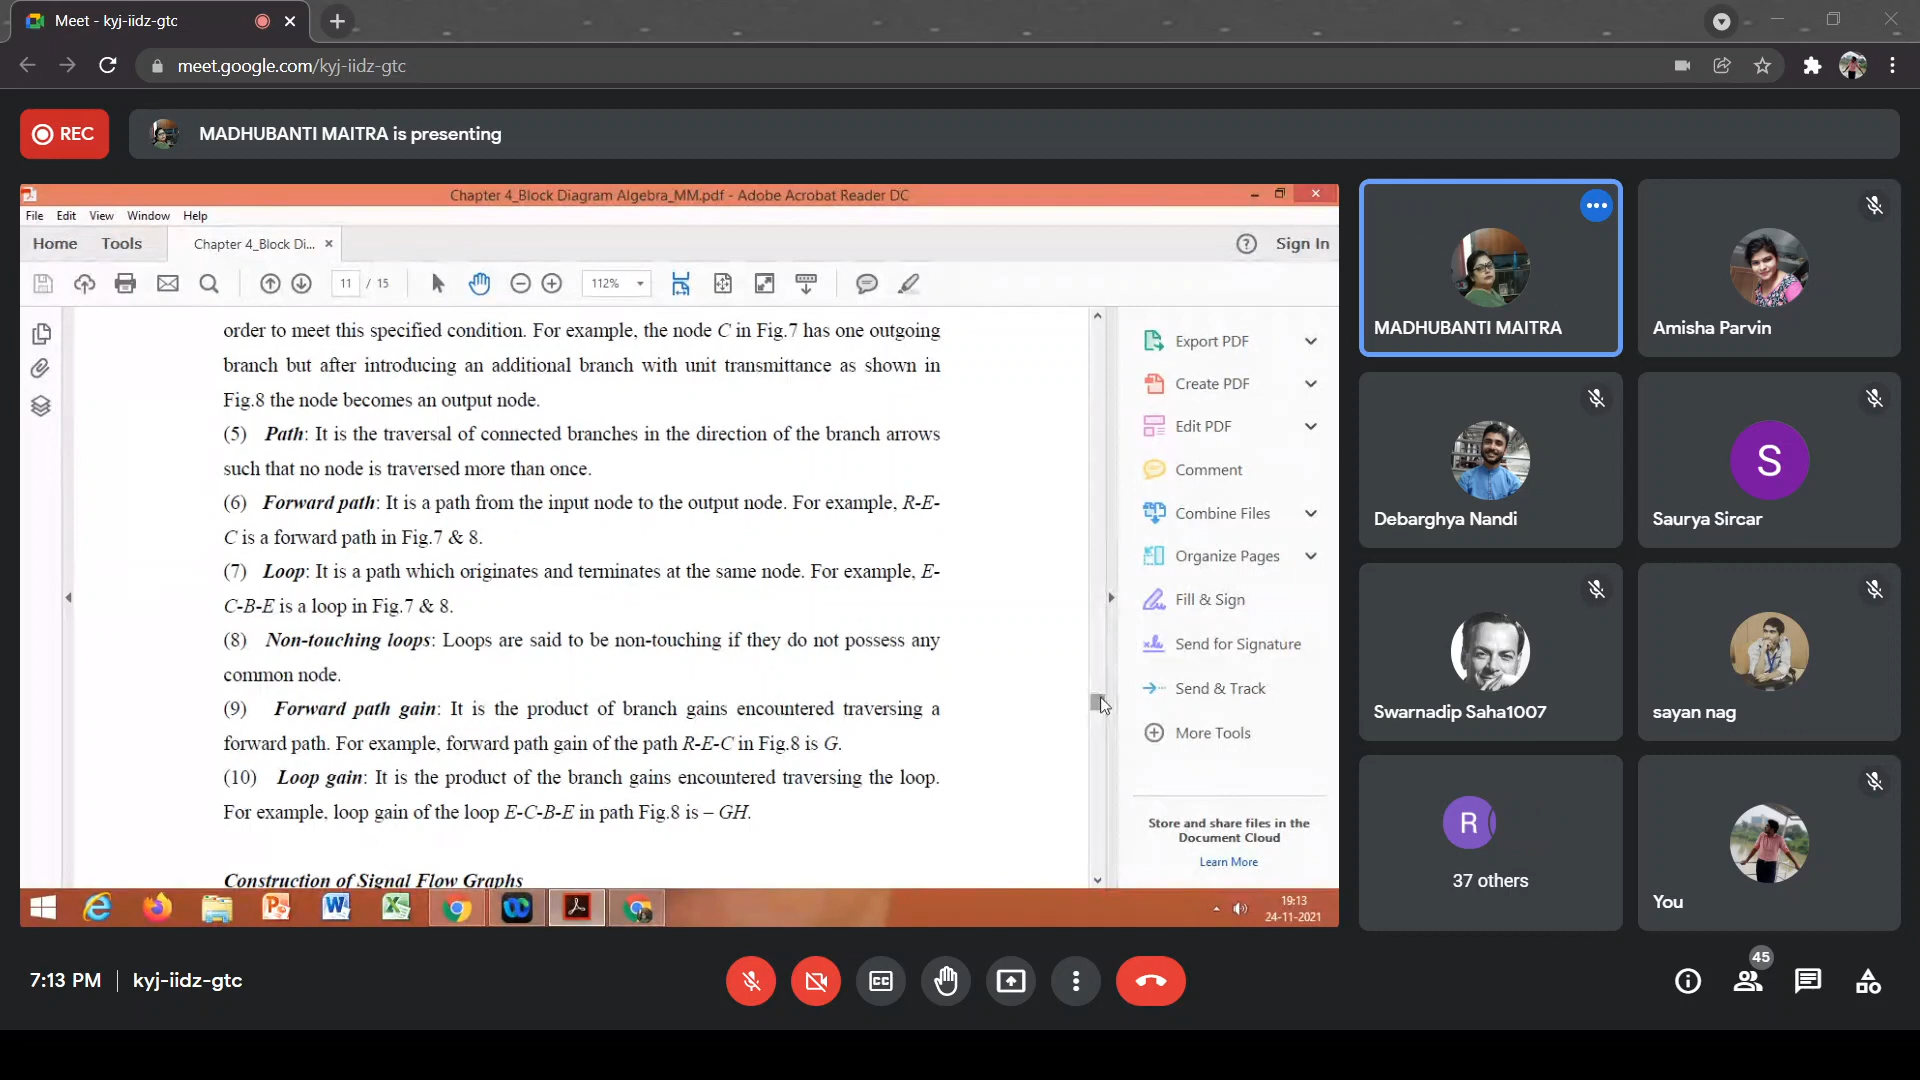 Meet - kyj-iidz-gtc
meet.google.com/kyj-iidz-gtc
REC
MADHUBANTI MAITRA is presenting
Chapter 4_Block Diagram Algebra_MM.pdf - Adobe Acrobat Reader DC
File Edit View Window Help
Home Tools Chapter 4_Block Di... Sign In
11 / 15 112%
order to meet this specified condition. For example, the node C in Fig.7 has one outgoing
branch but after introducing an additional branch with unit transmittance as shown in
Fig.8 the node becomes an output node.
(5) Path: It is the traversal of connected branches in the direction of the branch arrows
such that no node is traversed more than once.
(6) Forward path: It is a path from the input node to the output node. For example, R-E-
C is a forward path in Fig.7 & 8.
(7) Loop: It is a path which originates and terminates at the same node. For example, E-
C-B-E is a loop in Fig.7 & 8.
(8) Non-touching loops: Loops are said to be non-touching if they do not possess any
common node.
(9) Forward path gain: It is the product of branch gains encountered traversing a
forward path. For example, forward path gain of the path R-E-C in Fig.8 is G.
(10) Loop gain: It is the product of the branch gains encountered traversing the loop.
For example, loop gain of the loop E-C-B-E in path Fig.8 is – GH.
Construction of Signal Flow Graphs
Export PDF
Create PDF
Edit PDF
Comment
Combine Files
Organize Pages
Fill & Sign
Send for Signature
Send & Track
More Tools
Store and share files in the
Document Cloud
Learn More
19:13
24-11-2021
MADHUBANTI MAITRA
Amisha Parvin
Debarghya Nandi
S
Saurya Sircar
Swarnadip Saha1007
sayan nag
R
37 others
You
7:13 PM kyj-iidz-gtc
CC
45